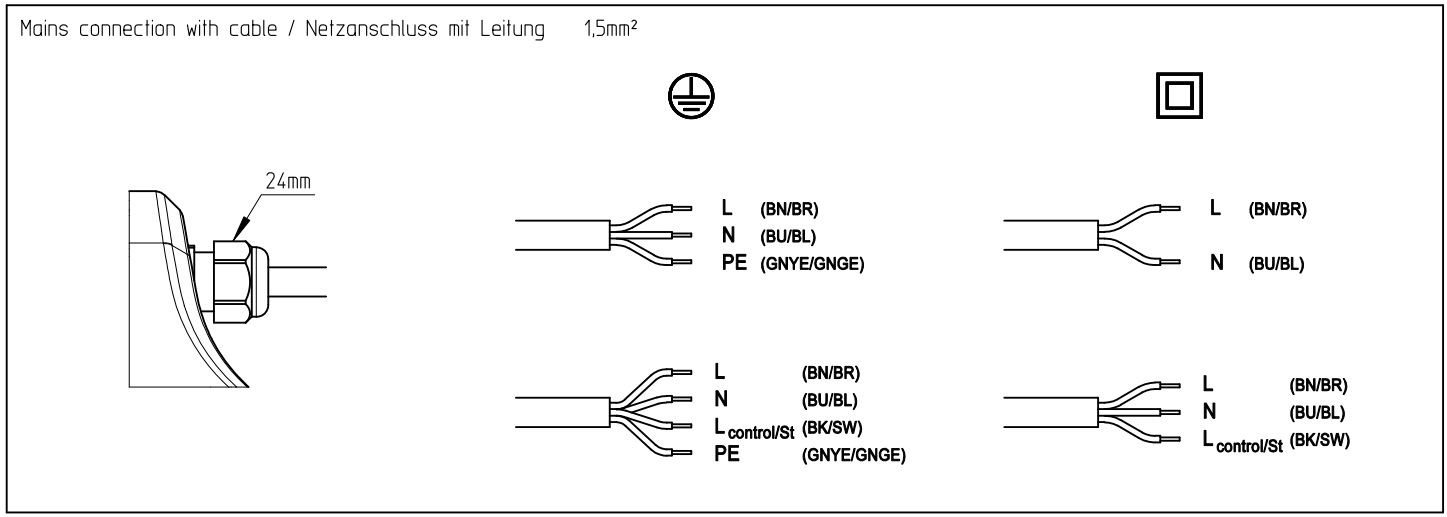 Mains connection with cable / Netzanschluss mit Leitung 1,5mm²
24mm
L (BN/BR)
N (BU/BL)
PE (GNYE/GNGE)
L (BN/BR)
N (BU/BL)
L (BN/BR)
N (BU/BL)
L control/St (BK/SW)
PE (GNYE/GNGE)
L (BN/BR)
N (BU/BL)
L control/St (BK/SW)